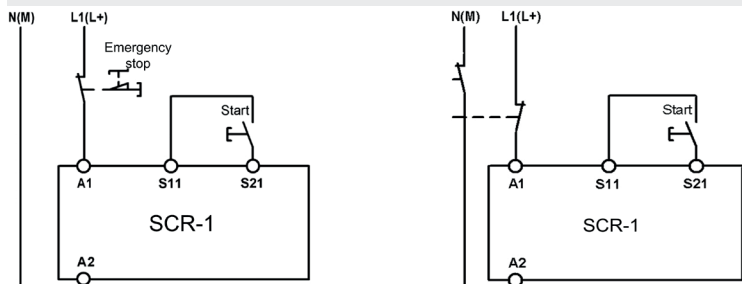 N(M) L1(L+)
Emergency
stop
Start
A1 S11 S21
SCR-1
A2
N(M) L1(L+)
Start
A1 S11 S21
SCR-1
A2